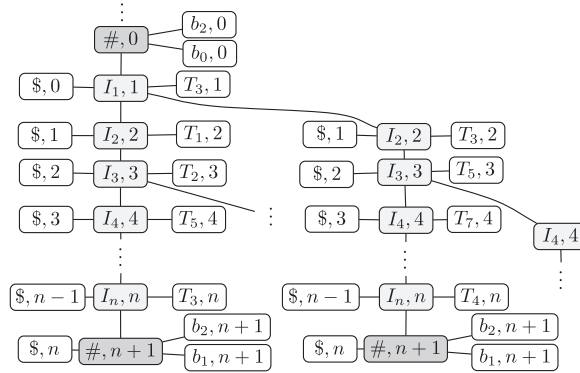 ⋮
b₂, 0
#, 0
b₀, 0
$, 0 I₁, 1 T₃, 1
$, 1 I₂, 2 T₁, 2 $, 1 I₂, 2 T₃, 2
$, 2 I₃, 3 T₂, 3 $, 2 I₃, 3 T₅, 3
$, 3 I₄, 4 T₅, 4 ⋮ $, 3 I₄, 4 T₇, 4
I₄, 4
⋮ ⋮ ⋮
$, n − 1 Iₙ, n T₃, n $, n − 1 Iₙ, n T₄, n
b₂, n + 1 b₂, n + 1
$, n #, n + 1 $, n #, n + 1
b₁, n + 1 b₁, n + 1